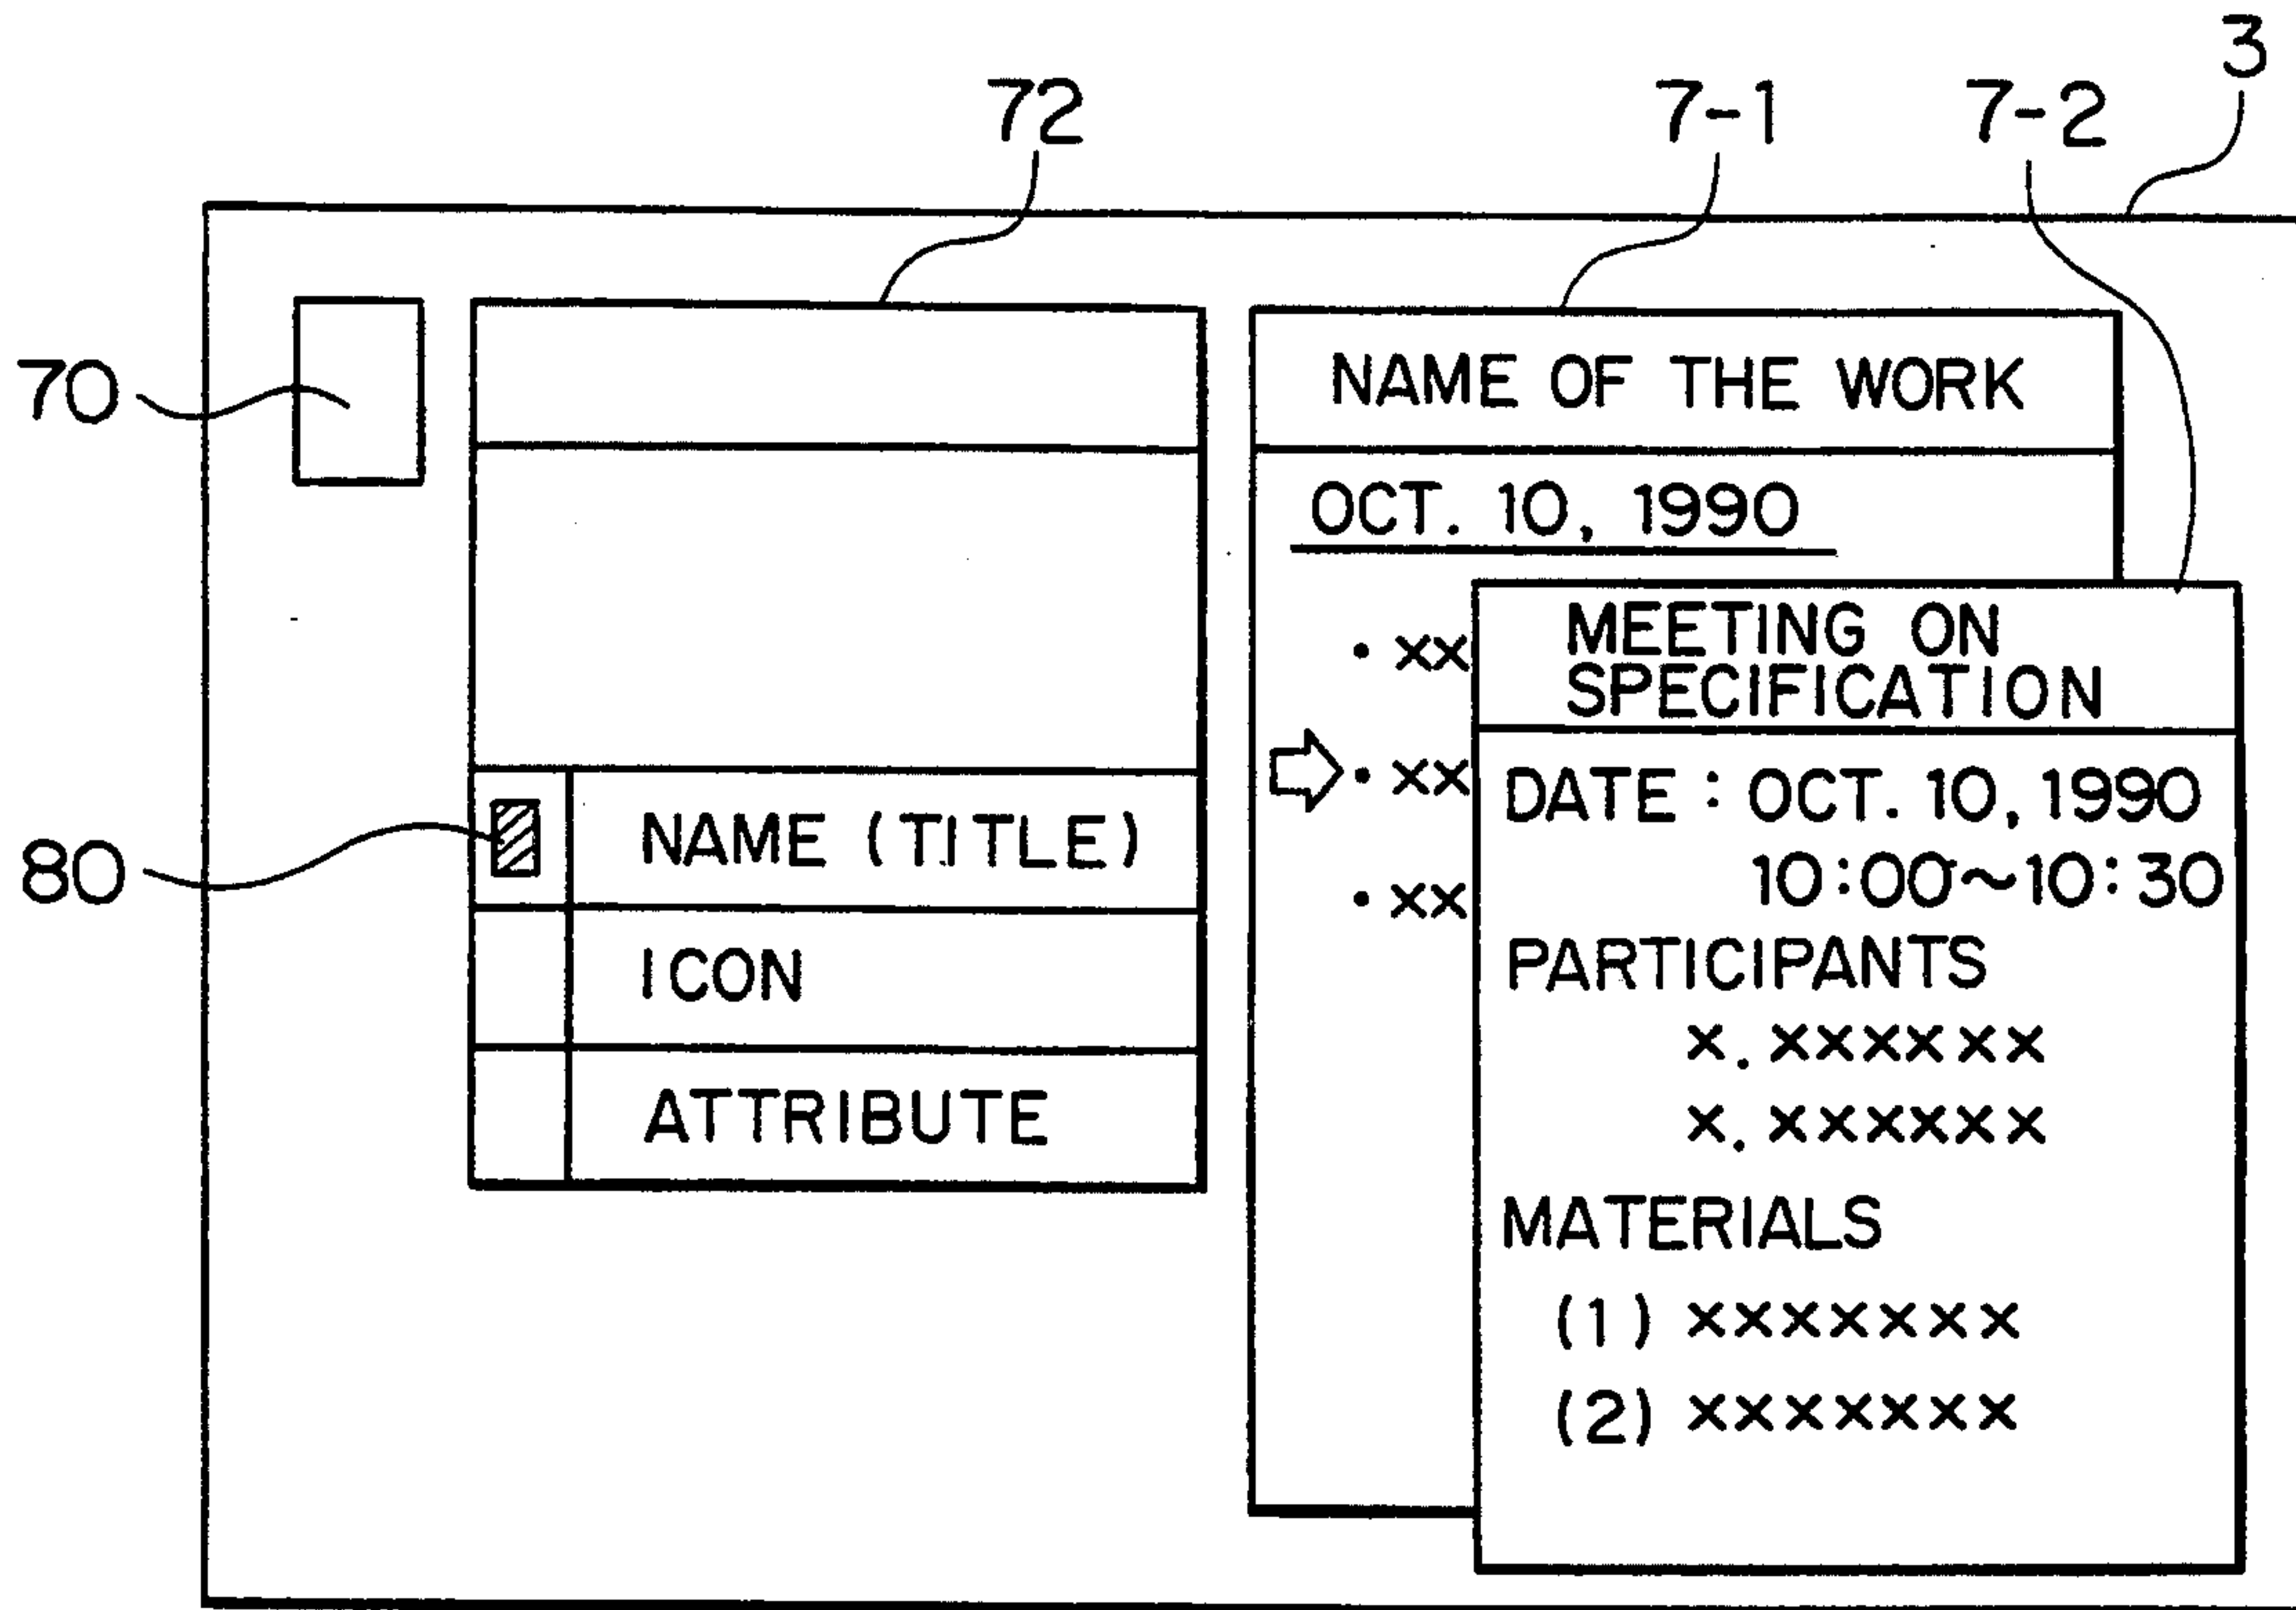 3
72
7-1
7-2
70
NAME OF THE WORK
OCT. 10, 1990
• xx
• xx
• xx
80
NAME (TITLE)
ICON
ATTRIBUTE
MEETING ON
SPECIFICATION
DATE : OCT. 10, 1990
10:00~10:30
PARTICIPANTS
x. xxxxxx
x. xxxxxx
MATERIALS
(1) xxxxxxx
(2) xxxxxxx